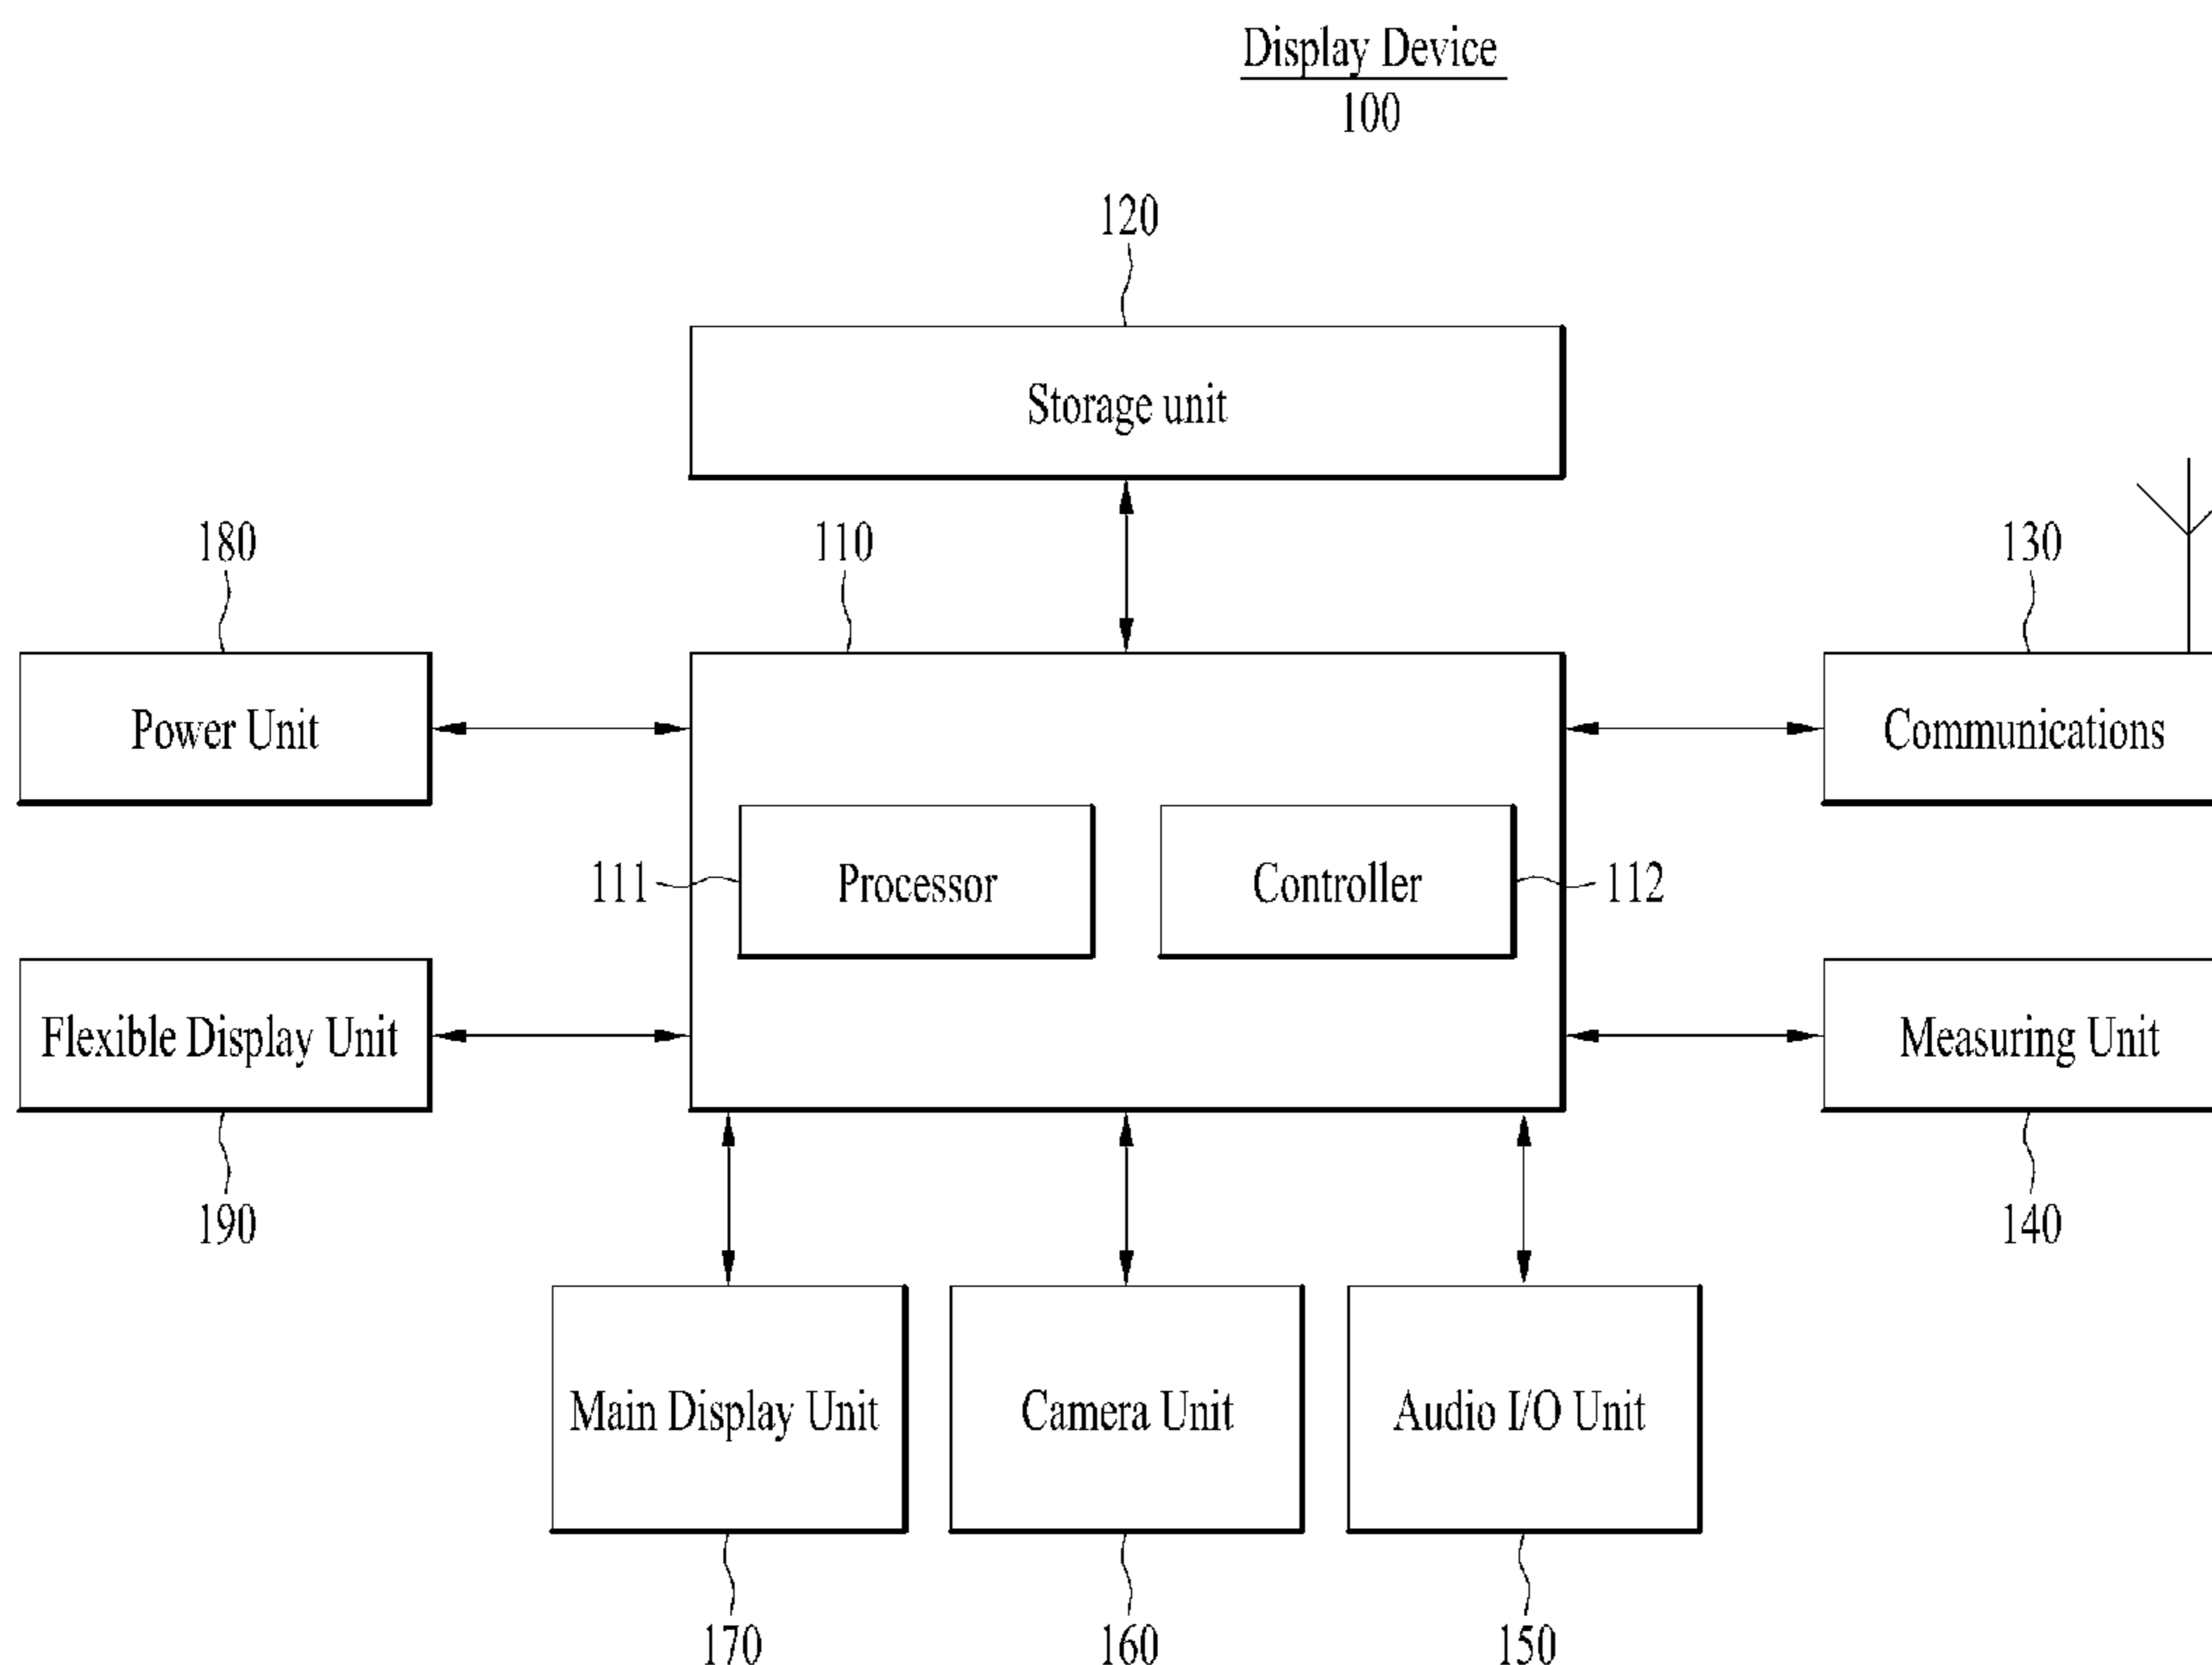 Display Device
100
120
Storage unit
180
110
130
Power Unit
Communications
111
Processor
Controller
112
Flexible Display Unit
Measuring Unit
190
140
Main Display Unit
Camera Unit
Audio I/O Unit
170
160
150